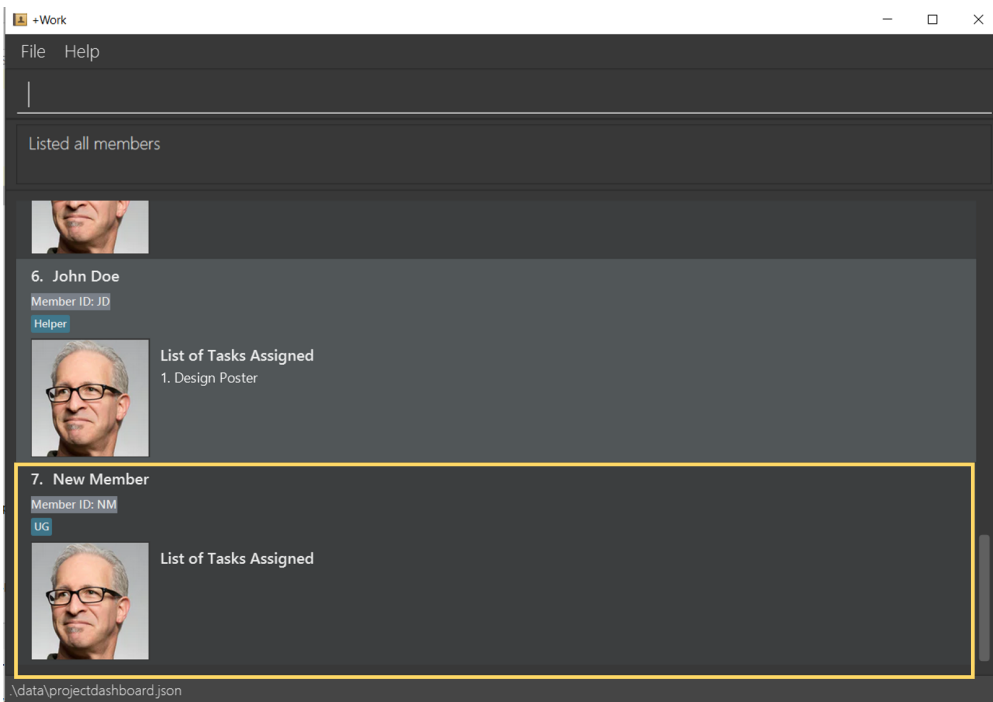 +Work
File Help
Listed all members
6. John Doe
Member ID: JD
Helper
List of Tasks Assigned
1. Design Poster
7. New Member
Member ID: NM
UG
List of Tasks Assigned
.\data\projectdashboard.json